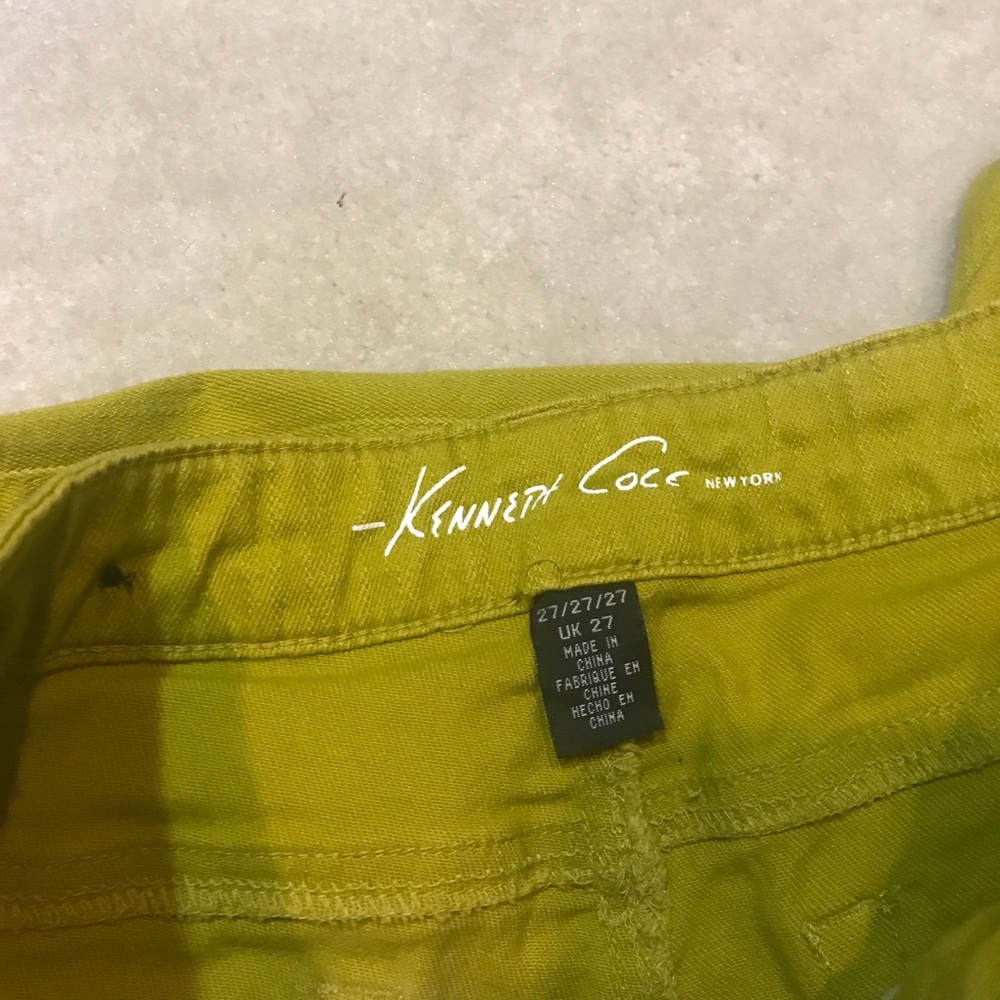 KENNETH COLE NEW YORK
27/27/27
UK 27
MADE IN
CHINA
FABRIQUE EN
CHINE
HECHO EN
CHINA